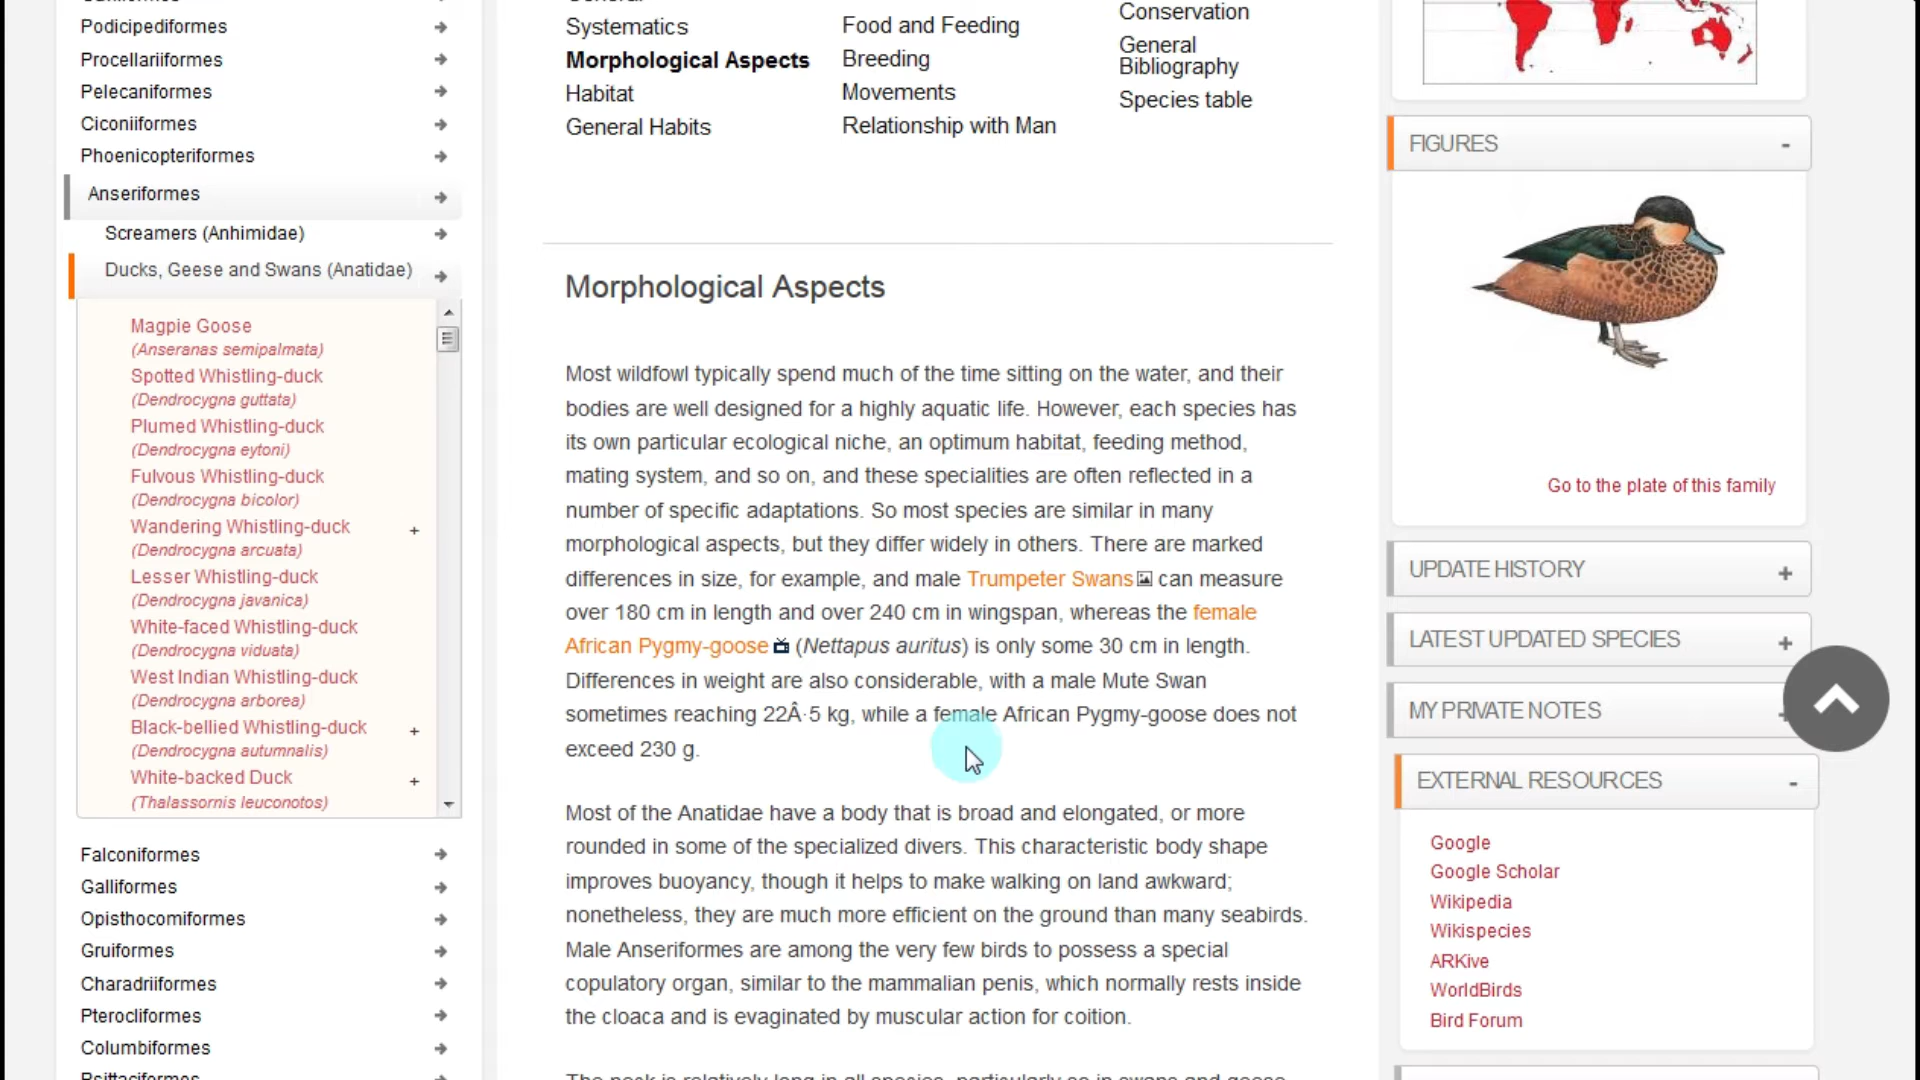 Podicipediformes
Procellariiformes
Pelecaniformes
Ciconiiformes
Phoenicopteriformes
Anseriformes
Screamers (Anhimidae)
Ducks, Geese and Swans (Anatidae)
Magpie Goose
(Anseranas semipalmata)
Spotted Whistling-duck
(Dendrocygna guttata)
Plumed Whistling-duck
(Dendrocygna eytoni)
Fulvous Whistling-duck
(Dendrocygna bicolor)
Wandering Whistling-duck +
(Dendrocygna arcuata)
Lesser Whistling-duck
(Dendrocygna javanica)
White-faced Whistling-duck
(Dendrocygna viduata)
West Indian Whistling-duck
(Dendrocygna arborea)
Black-bellied Whistling-duck +
(Dendrocygna autumnalis)
White-backed Duck +
(Thalassornis leuconotos)
Falconiformes
Galliformes
Opisthocomiformes
Gruiformes
Charadriiformes
Pterocliformes
Columbiformes
Systematics
Morphological Aspects
Habitat
General Habits
Food and Feeding
Breeding
Movements
Relationship with Man
Conservation
General
Bibliography
Species table
Morphological Aspects
Most wildfowl typically spend much of the time sitting on the water, and their
bodies are well designed for a highly aquatic life. However, each species has
its own particular ecological niche, an optimum habitat, feeding method,
mating system, and so on, and these specialities are often reflected in a
number of specific adaptations. So most species are similar in many
morphological aspects, but they differ widely in others. There are marked
differences in size, for example, and male Trumpeter Swans can measure
over 180 cm in length and over 240 cm in wingspan, whereas the female
African Pygmy-goose (Nettapus auritus) is only some 30 cm in length.
Differences in weight are also considerable, with a male Mute Swan
sometimes reaching 22Â·5 kg, while a female African Pygmy-goose does not
exceed 230 g.
Most of the Anatidae have a body that is broad and elongated, or more
rounded in some of the specialized divers. This characteristic body shape
improves buoyancy, though it helps to make walking on land awkward;
nonetheless, they are much more efficient on the ground than many seabirds.
Male Anseriformes are among the very few birds to possess a special
copulatory organ, similar to the mammalian penis, which normally rests inside
the cloaca and is evaginated by muscular action for coition.
The neck is relatively long in all species, particularly so in swans and geese
FIGURES -
Go to the plate of this family
UPDATE HISTORY +
LATEST UPDATED SPECIES +
MY PRIVATE NOTES +
EXTERNAL RESOURCES -
Google
Google Scholar
Wikipedia
Wikispecies
ARKive
WorldBirds
Bird Forum